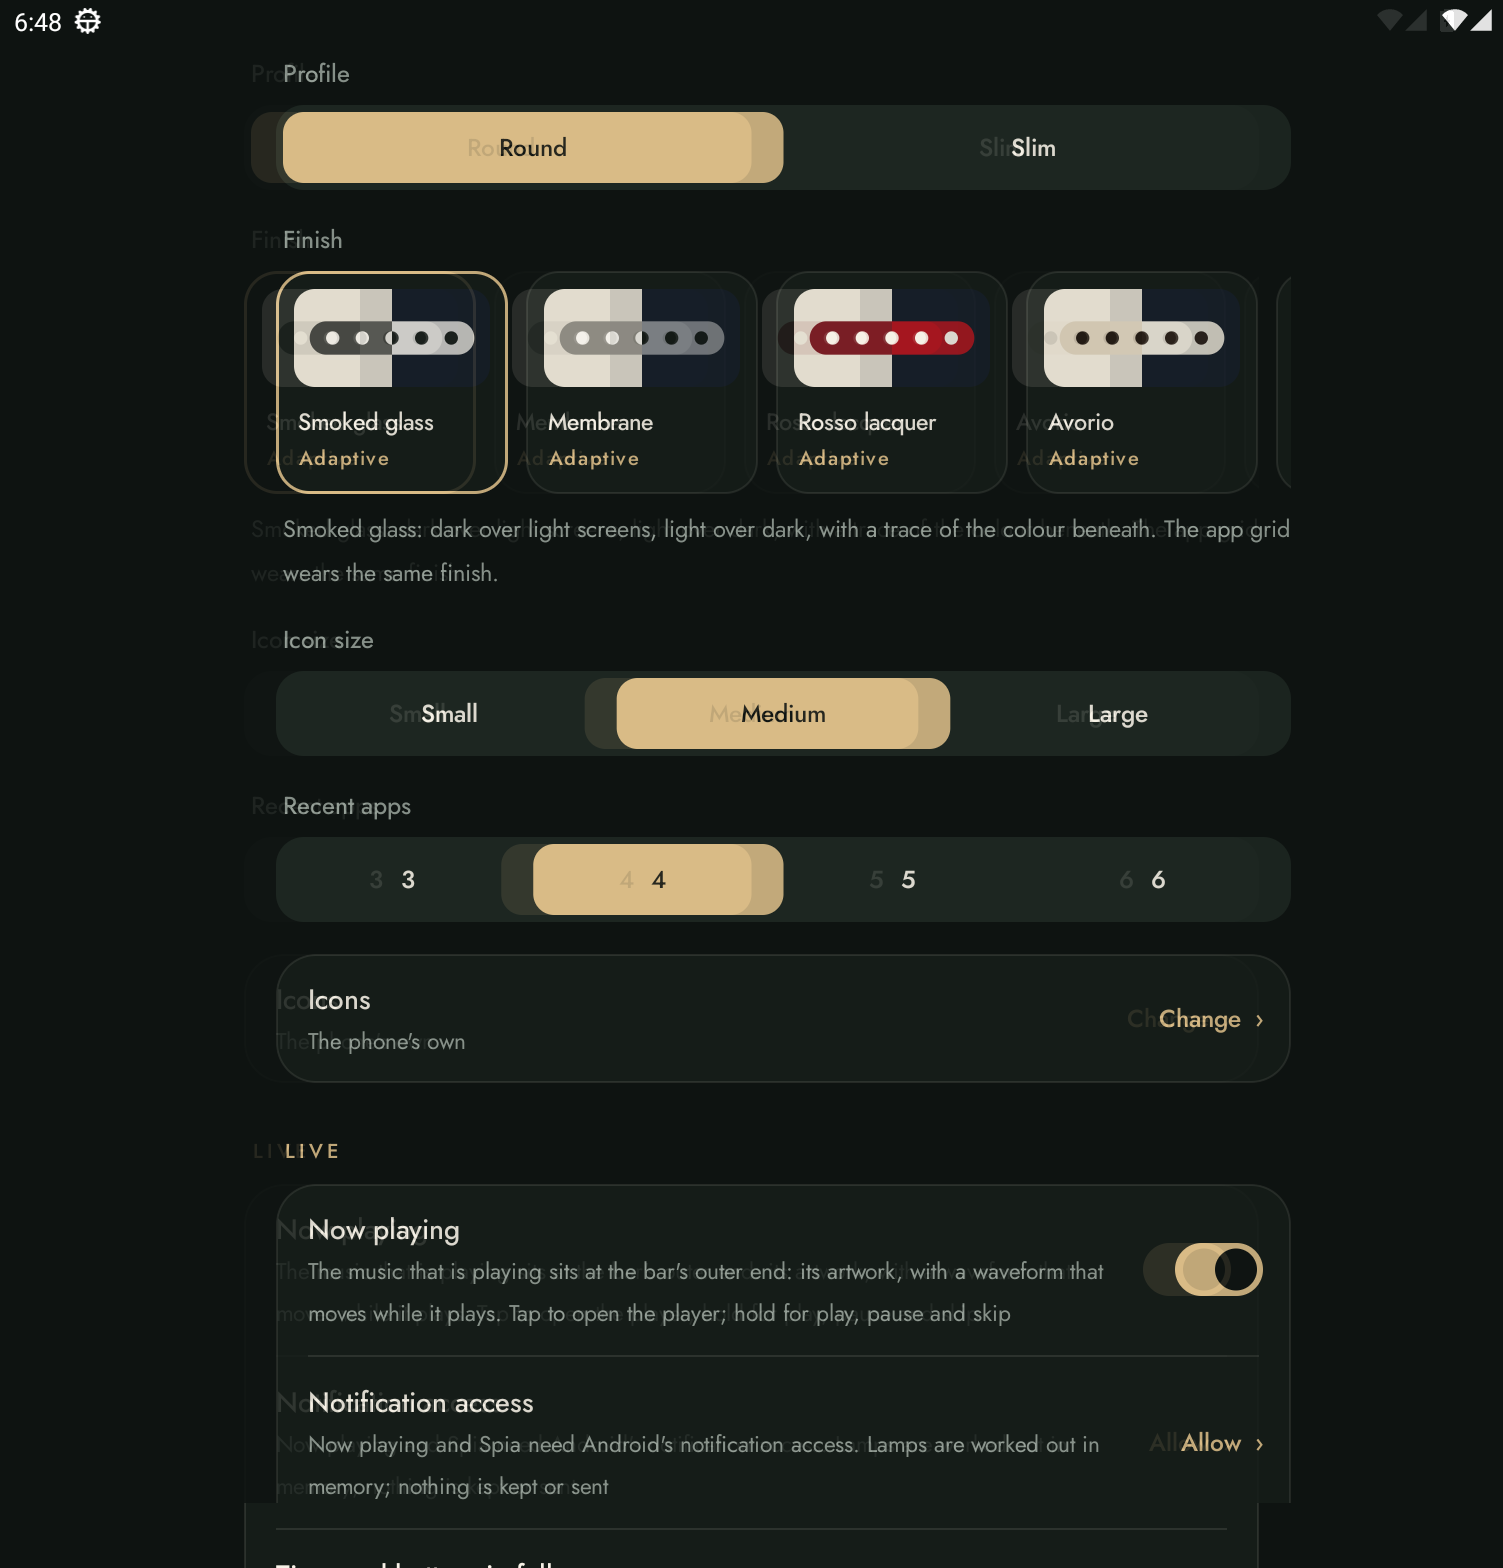 6:48
Profile
Round Slim
Finish
Smoked glass Membrane Rosso lacquer Avorio
Adaptive Adaptive Adaptive Adaptive
Smoked glass: dark over light screens, light over dark, with a trace of the colour beneath. The app grid
wears the same finish.
Icon size
Small Medium Large
Recent apps
3 4 5 6
Icons
The phone's own
Change ›
LIVE
Now playing
The music that is playing sits at the bar's outer end: its artwork, with a waveform that
moves while it plays. Tap to open the player; hold for play, pause and skip
Notification access
Now playing and Spia need Android's notification access. Lamps are worked out in
memory; nothing is kept or sent
Allow ›